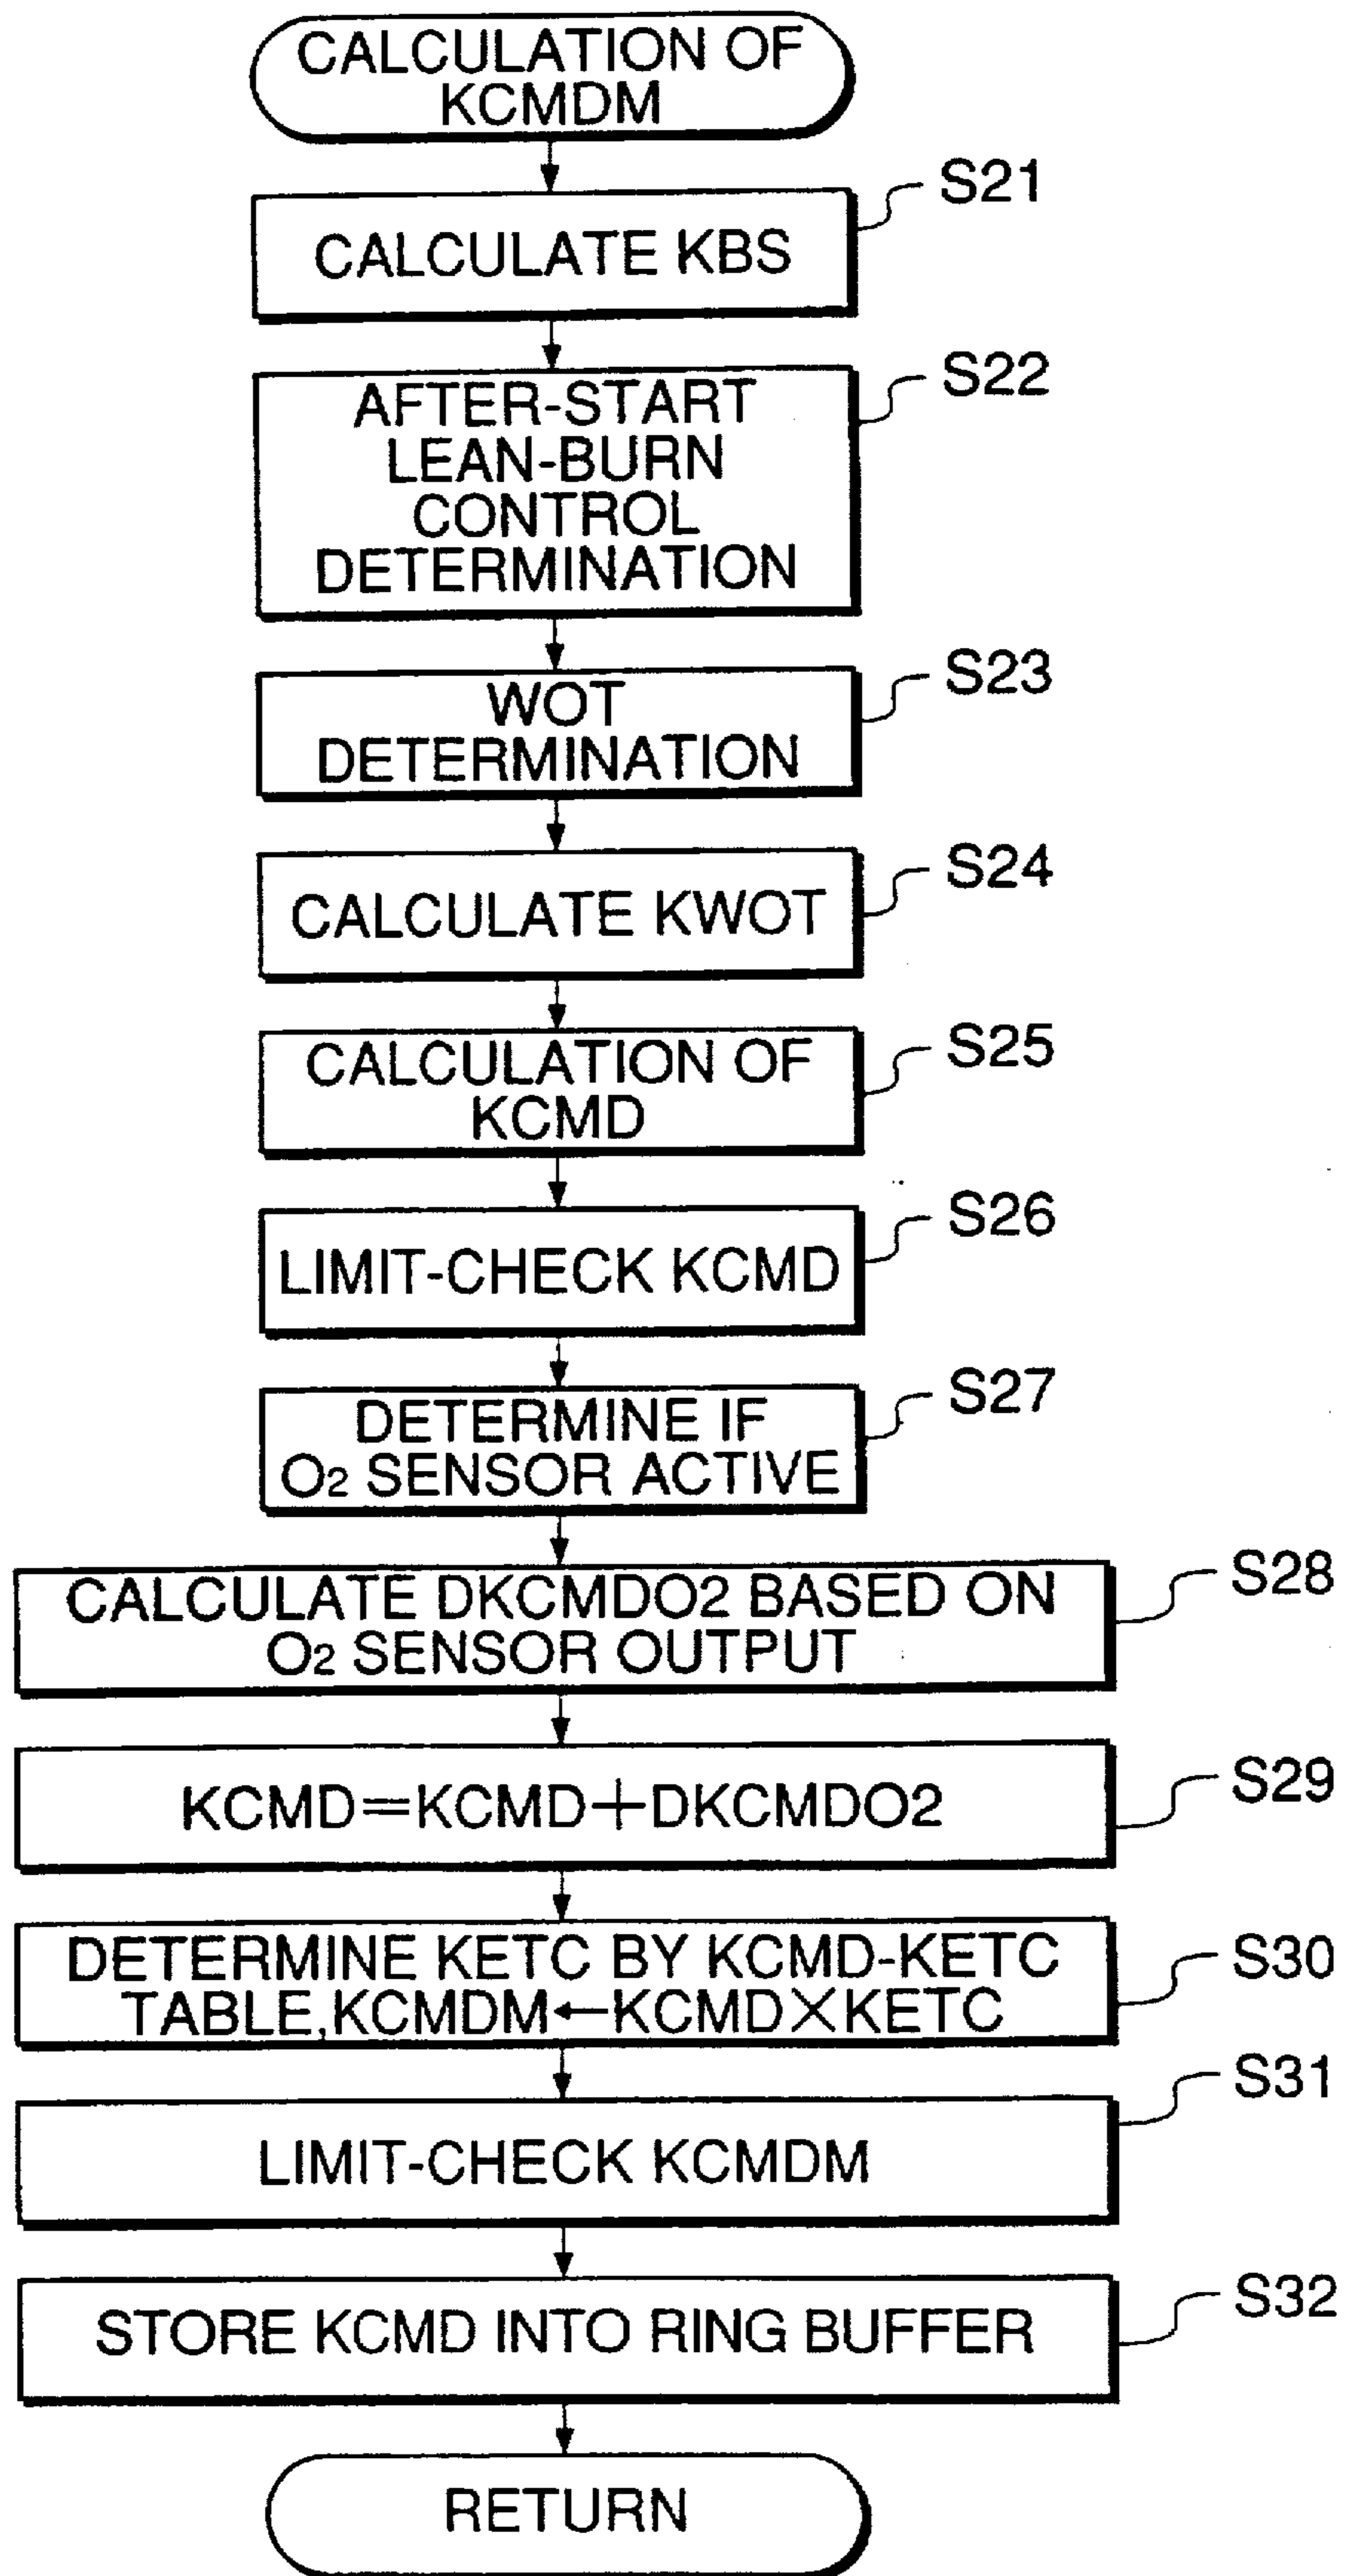 CALCULATION OF
KCMDM
S21
CALCULATE KBS
S22
AFTER-START
LEAN-BURN
CONTROL
DETERMINATION
S23
WOT
DETERMINATION
S24
CALCULATE KWOT
S25
CALCULATION OF
KCMD
S26
LIMIT-CHECK KCMD
S27
DETERMINE IF
O2 SENSOR ACTIVE
S28
CALCULATE DKCMDO2 BASED ON
O2 SENSOR OUTPUT
S29
KCMD=KCMD+DKCMDO2
S30
DETERMINE KETC BY KCMD-KETC
TABLE,KCMDM←KCMD×KETC
S31
LIMIT-CHECK KCMDM
S32
STORE KCMD INTO RING BUFFER
RETURN